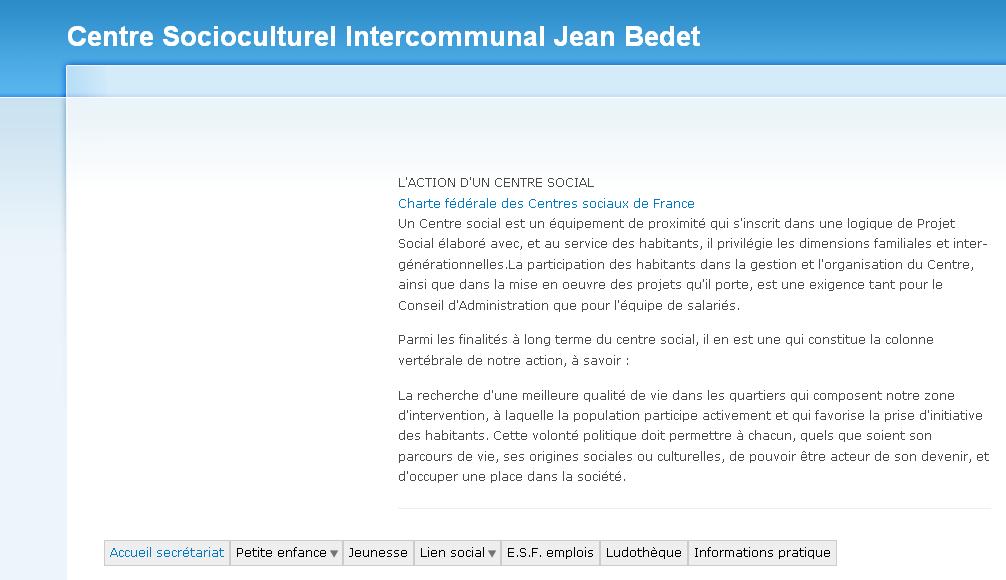 Centre Socioculturel Intercommunal Jean Bedet
L'ACTION D'UN CENTRE SOCIAL
Charte fédérale des Centres sociaux de France
Un Centre social est un équipement de proximité qui s'inscrit dans une logique de Projet
Social élaboré avec, et au service des habitants, il privilégie les dimensions familiales et inter-
générationnelles.La participation des habitants dans la gestion et l'organisation du Centre,
ainsi que dans la mise en oeuvre des projets qu'il porte, est une exigence tant pour le
Conseil d'Administration que pour l'équipe de salariés.
Parmi les finalités à long terme du centre social, il en est une qui constitue la colonne
vertébrale de notre action, à savoir :
La recherche d'une meilleure qualité de vie dans les quartiers qui composent notre zone
d'intervention, à laquelle la population participe activement et qui favorise la prise d'initiative
des habitants. Cette volonté politique doit permettre à chacun, quels que soient son
parcours de vie, ses origines sociales ou culturelles, de pouvoir être acteur de son devenir, et
d'occuper une place dans la société.
Accueil secrétariat Petite enfance Jeunesse Lien social E.S.F. emplois Ludothèque Informations pratique